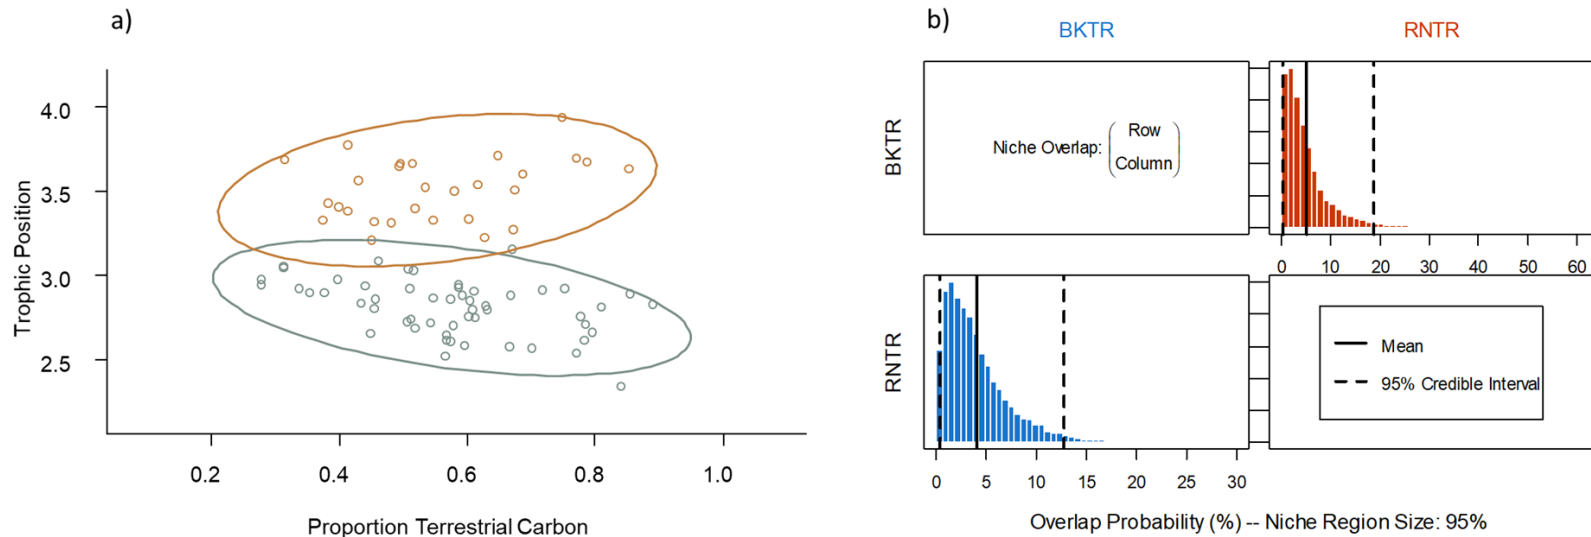 a)
4.0
3.5
3.0
2.5
Trophic Position
0.2 0.4 0.6 0.8 1.0
Proportion Terrestrial Carbon
b)
BKTR RNTR
BKTR
Niche Overlap: ( Row
Column )
0 10 20 30 40 50 60
RNTR
Mean
95% Credible Interval
0 5 10 15 20 25 30
Overlap Probability (%) -- Niche Region Size: 95%